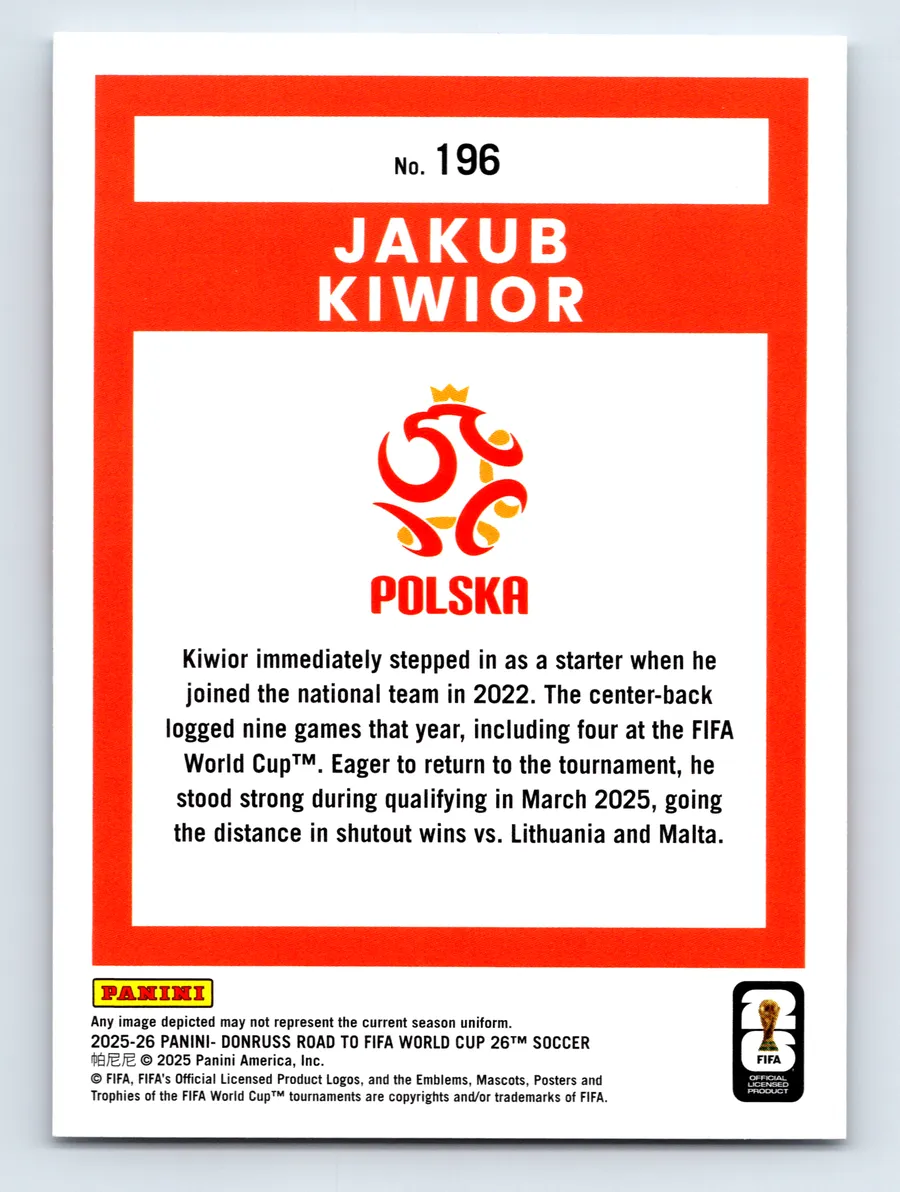 No. 196
JAKUB
KIWIOR
POLSKA
Kiwior immediately stepped in as a starter when he
joined the national team in 2022. The center-back
logged nine games that year, including four at the FIFA
World Cup™. Eager to return to the tournament, he
stood strong during qualifying in March 2025, going
the distance in shutout wins vs. Lithuania and Malta.
PANINI
Any image depicted may not represent the current season uniform.
2025-26 PANINI- DONRUSS ROAD TO FIFA WORLD CUP 26™ SOCCER
帕尼尼 © 2025 Panini America, Inc.
© FIFA, FIFA's Official Licensed Product Logos, and the Emblems, Mascots, Posters and
Trophies of the FIFA World Cup™ tournaments are copyrights and/or trademarks of FIFA.
26
FIFA
OFFICIAL
LICENSED
PRODUCT